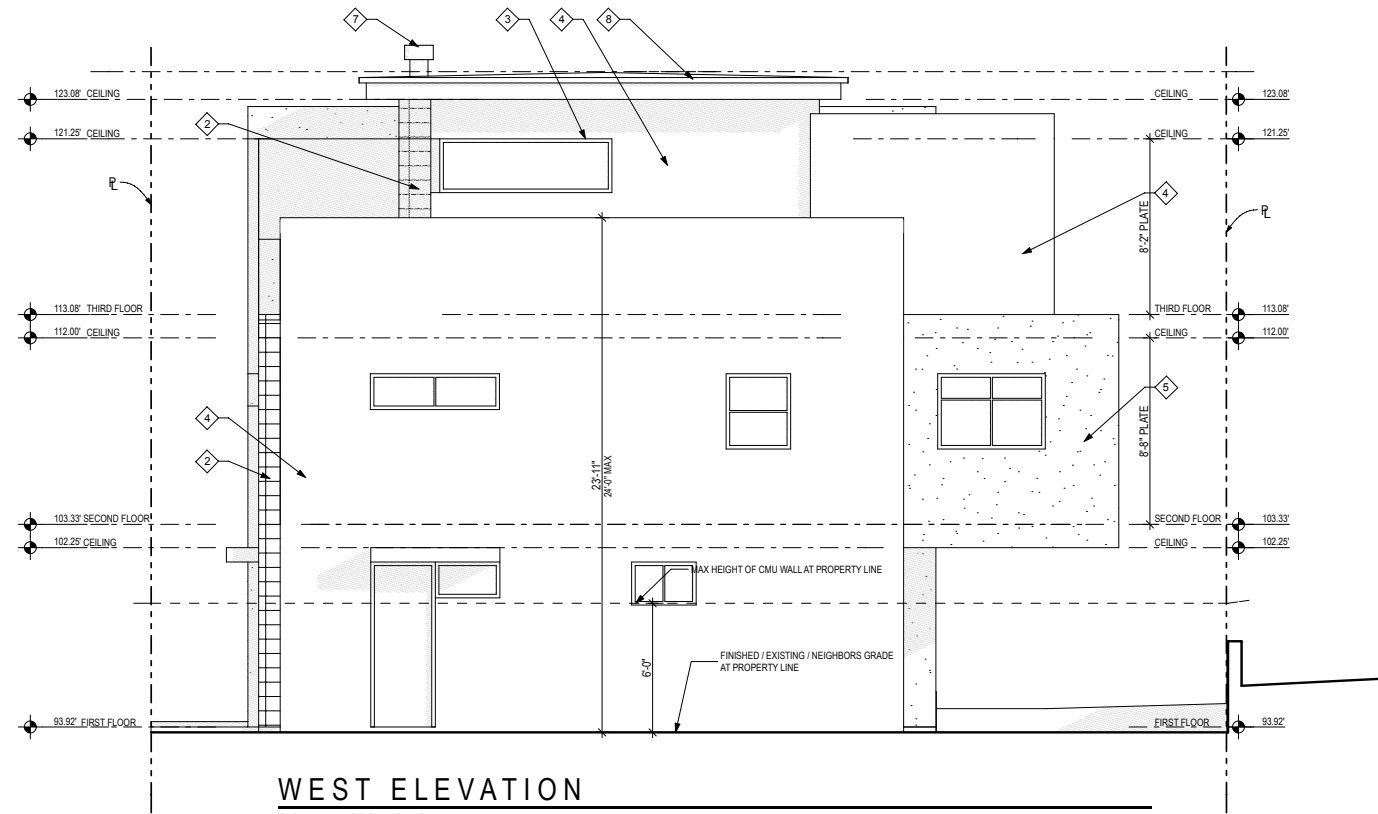 7
3
4
8
123.08' CEILING
CEILING 123.08'
2
121.25' CEILING
CEILING 121.25'
PL
4
PL
8'-2" PLATE
113.08' THIRD FLOOR
THIRD FLOOR 113.08'
112.00' CEILING
CEILING 112.00'
5
4
8'-8" PLATE
2
23'-11"
24'-0" MAX
103.33' SECOND FLOOR
SECOND FLOOR 103.33'
102.25' CEILING
CEILING 102.25'
MAX HEIGHT OF CMU WALL AT PROPERTY LINE
6'-0"
FINISHED / EXISTING / NEIGHBORS GRADE
AT PROPERTY LINE
93.92' FIRST FLOOR
FIRST FLOOR 93.92'
WEST ELEVATION